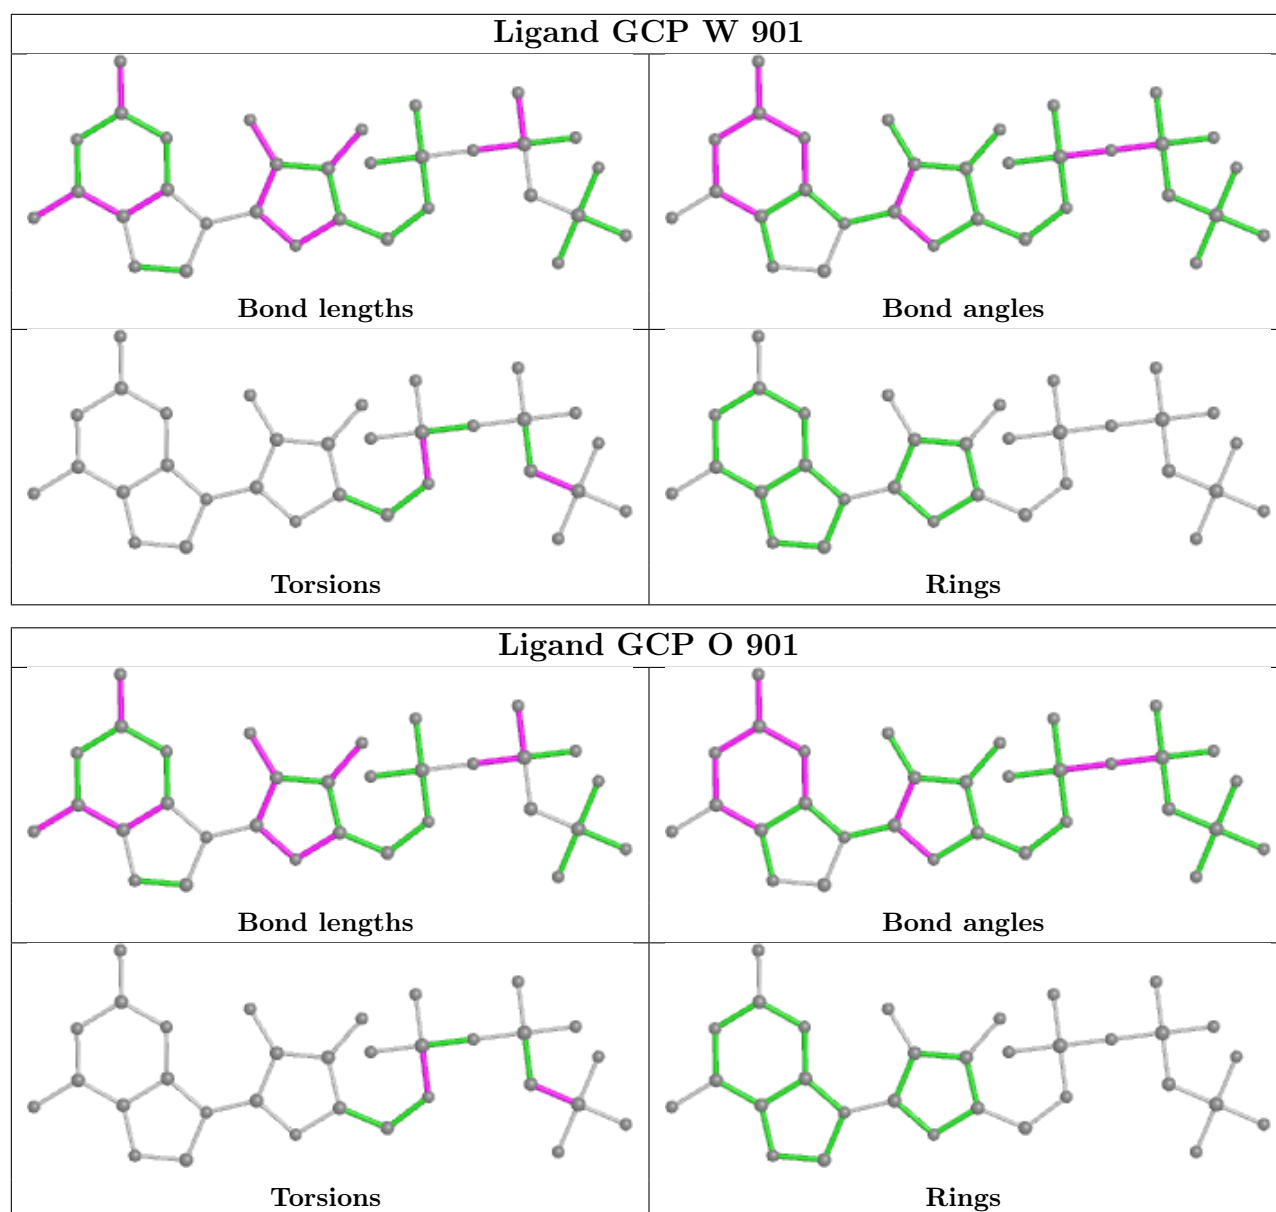 Ligand GCP W 901
Bond lengths
Bond angles
Torsions
Rings
Ligand GCP O 901
Bond lengths
Bond angles
Torsions
Rings